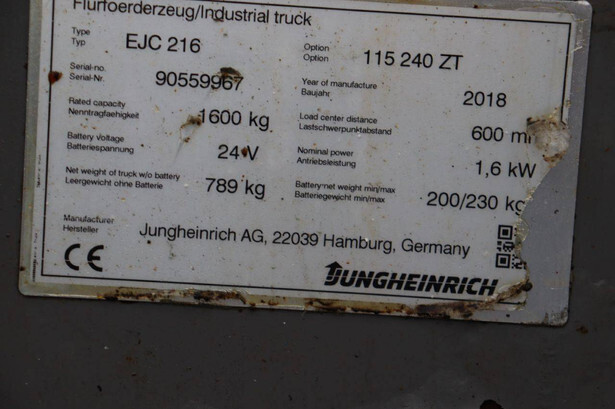 Flurfoerderzeug/Industrial truck
Type
Typ
EJC 216
Option
Option
115 240 ZT
Serial-no.
Serial-Nr.
90559967
Year of manufacture
Baujahr
2018
Rated capacity
Nenntragfaehigkeit
1600 kg
Load center distance
Lastschwerpunktabstand
600 m
Battery Voltage
Batteriespannung
24 V
Nominal power
Antriebsleistung
1,6 kW
Net weight of truck w/o battery
Leergewicht ohne Batterie
789 kg
Battery-net weight min/max
Batteriegewicht min/max
200/230 kg
Manufacturer
Hersteller
Jungheinrich AG, 22039 Hamburg, Germany
CE
JUNGHEINRICH